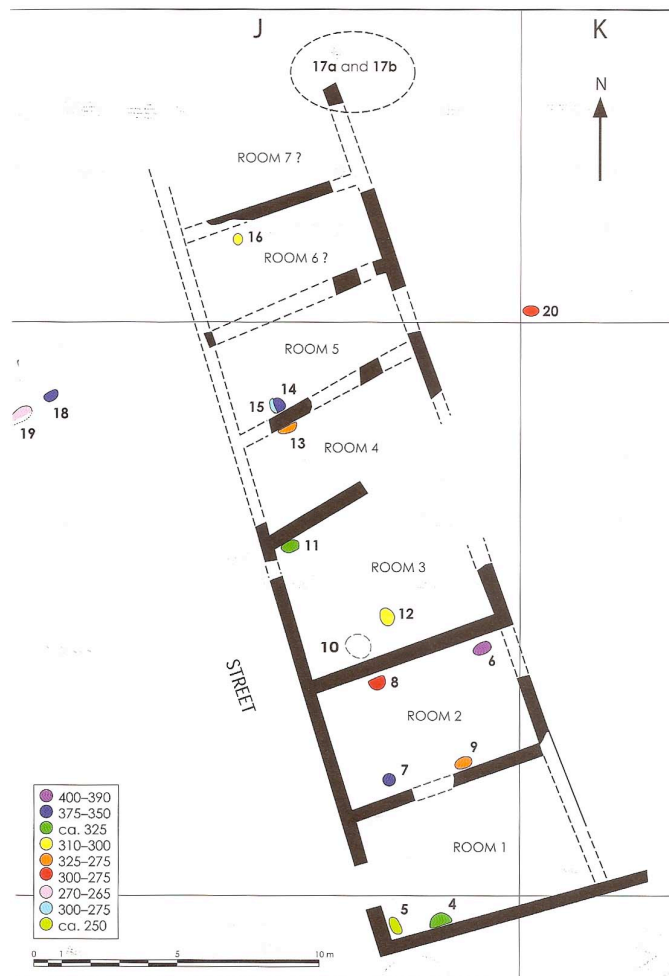 J
K
17a and 17b
N
ROOM 7 ?
16
ROOM 6 ?
20
ROOM 5
14
15
18
19
13
ROOM 4
11
ROOM 3
12
10
6
8
STREET
ROOM 2
9
7
ROOM 1
5
4
400–390
375–350
ca. 325
310–300
325–275
300–275
270–265
300–275
ca. 250
0
1
5
10 m